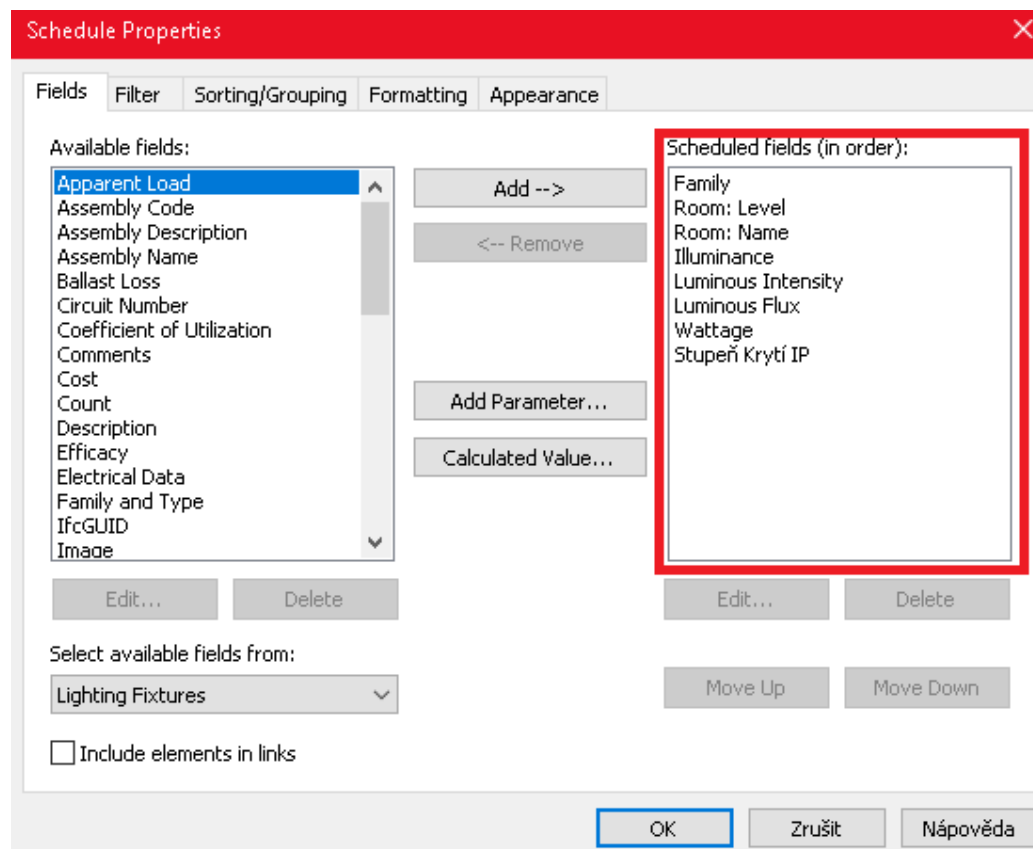 Schedule Properties
Fields
Filter
Sorting/Grouping
Formatting
Appearance
Available fields:
Apparent Load
Assembly Code
Assembly Description
Assembly Name
Ballast Loss
Circuit Number
Coefficient of Utilization
Comments
Cost
Count
Description
Efficacy
Electrical Data
Family and Type
IfcGUID
Image
Edit...
Delete
Select available fields from:
Lighting Fixtures
Include elements in links
Add -->
<-- Remove
Add Parameter...
Calculated Value...
Scheduled fields (in order):
Family
Room: Level
Room: Name
Illuminance
Luminous Intensity
Luminous Flux
Wattage
Stupeň Krytí IP
Edit...
Delete
Move Up
Move Down
OK
Zrušit
Nápověda